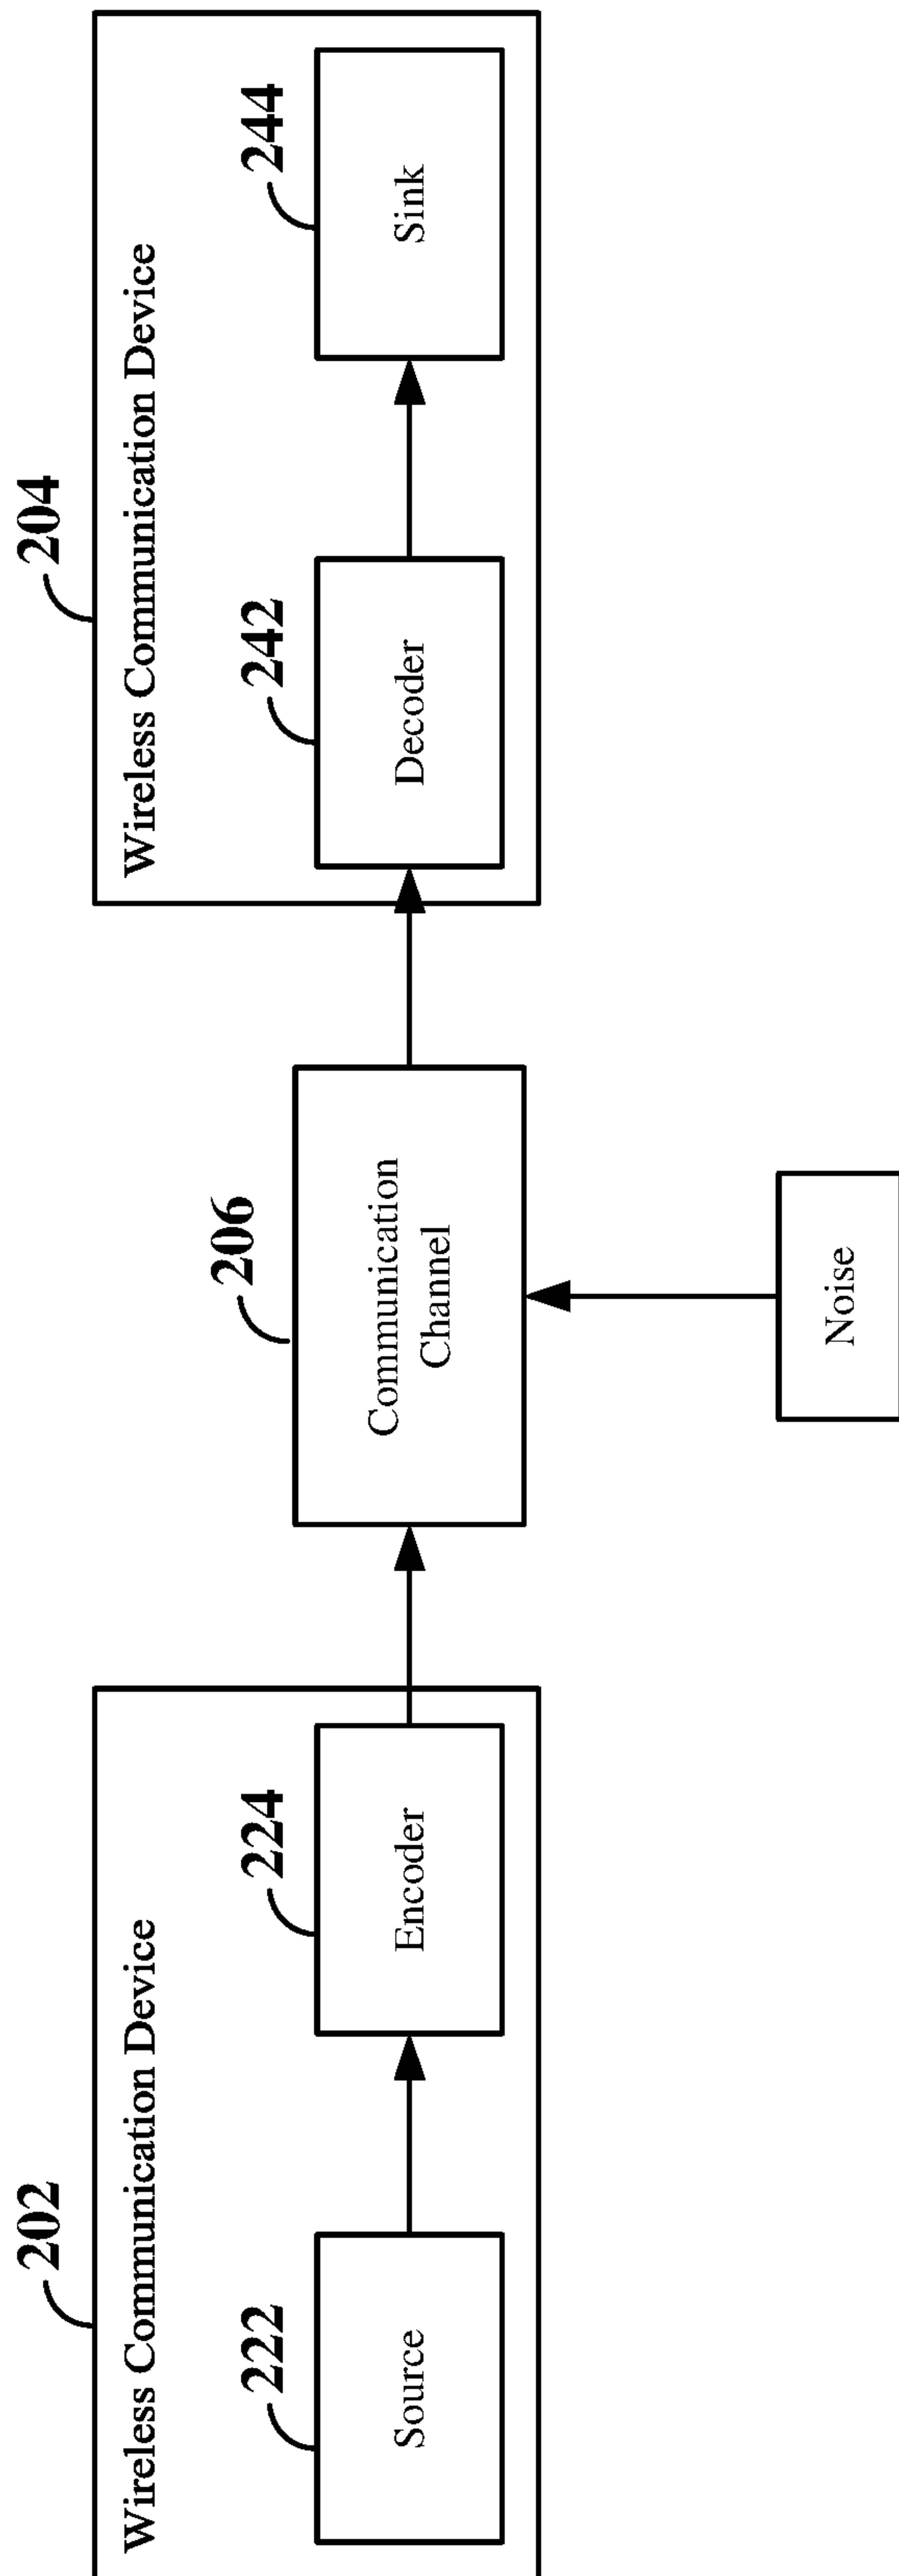 202
Wireless Communication Device
222
Source
224
Encoder
206
Communication
Channel
Noise
204
Wireless Communication Device
242
Decoder
244
Sink